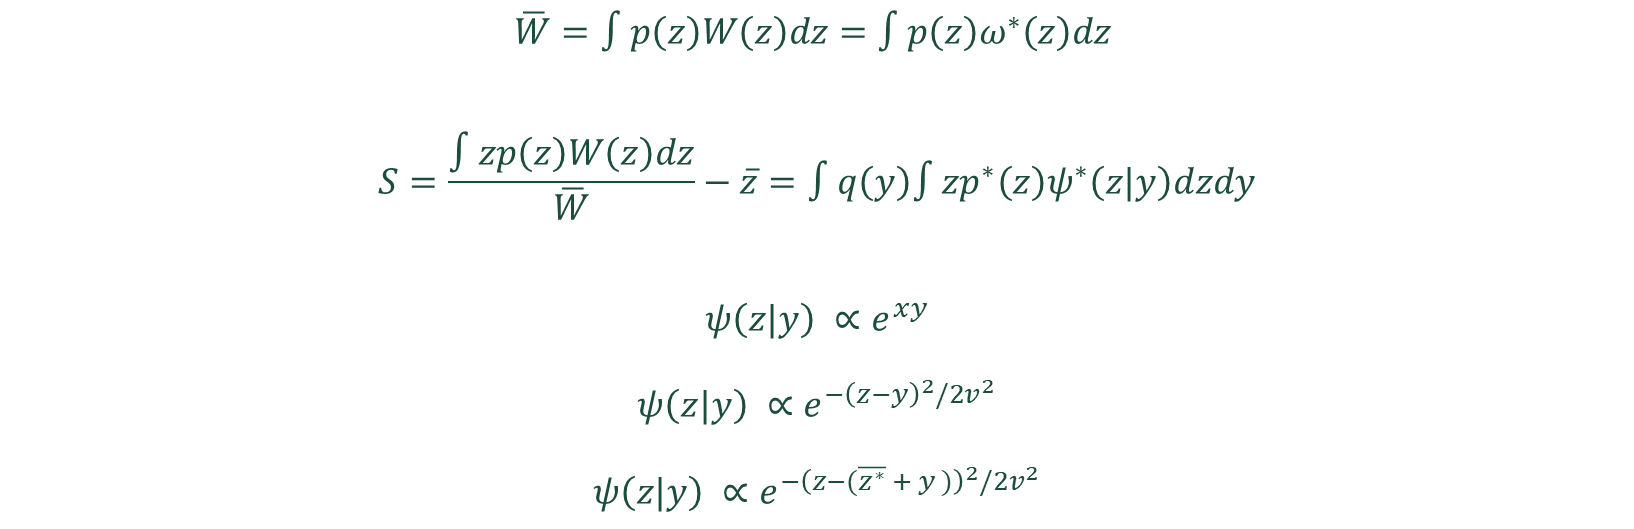 W̅ = ∫ p(z)W(z)dz = ∫ p(z)ω*(z)dz
S = ∫ zp(z)W(z)dz / W̅ − z̄ = ∫ q(y)∫ zp*(z)ψ*(z|y)dzdy
ψ(z|y) ∝ e^{xy}
ψ(z|y) ∝ e^{−(z−y)²/2v²}
ψ(z|y) ∝ e^{−(z−(z̅*̅ + y))²/2v²}